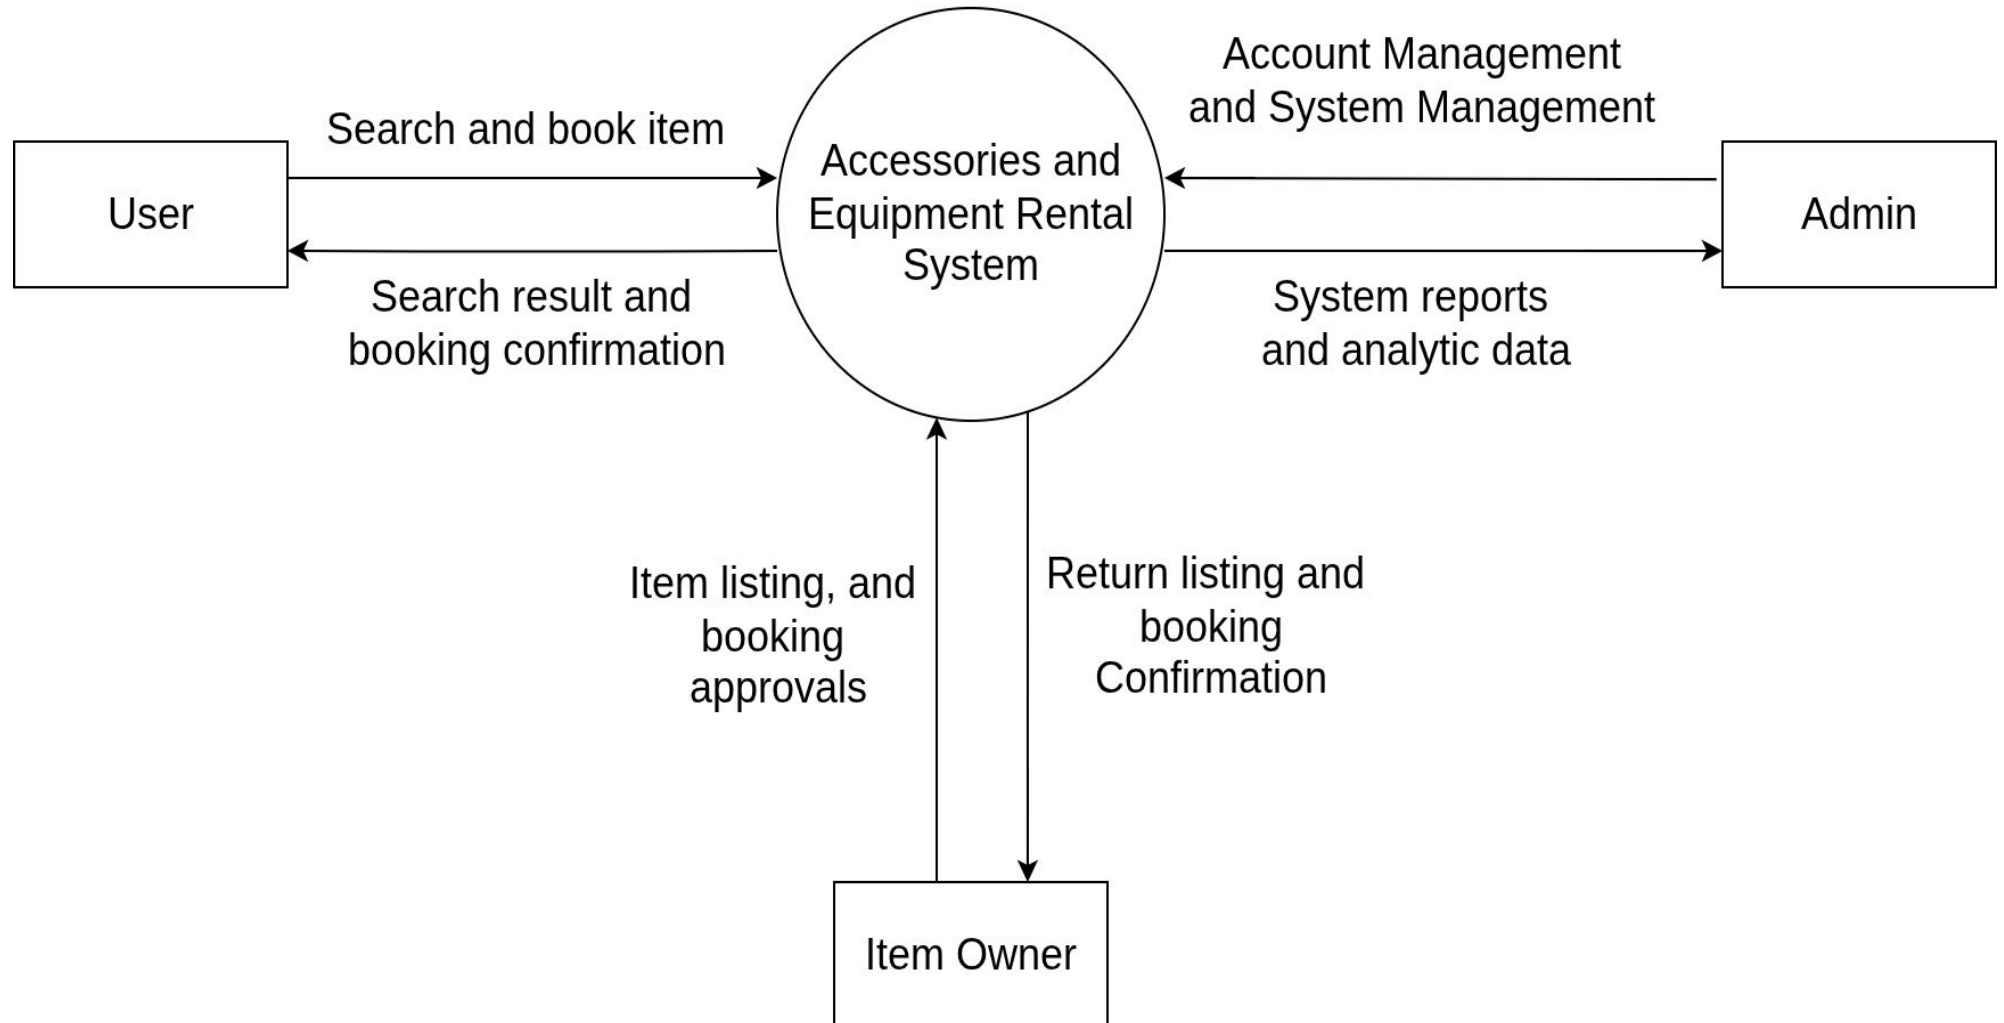 Account Management
and System Management
Search and book item
User
Accessories and
Equipment Rental
System
Admin
Search result and
booking confirmation
System reports
and analytic data
Item listing, and
booking
approvals
Return listing and
booking
Confirmation
Item Owner